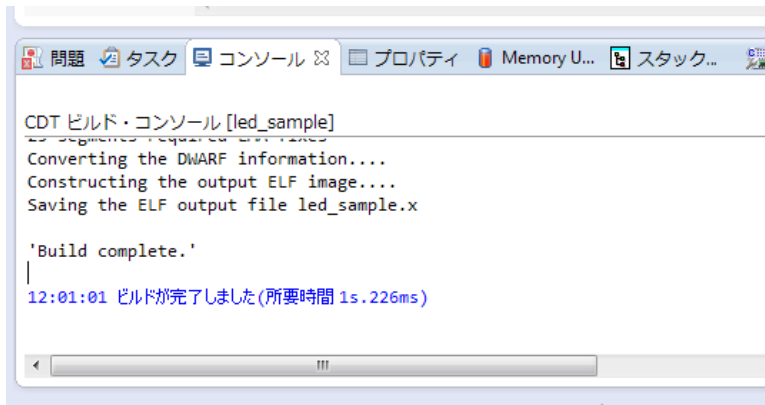 問題 タスク コンソール プロパティ Memory U... スタック...
CDT ビルド・コンソール [led_sample]
Converting the DWARF information....
Constructing the output ELF image....
Saving the ELF output file led_sample.x
'Build complete.'
12:01:01 ビルドが完了しました(所要時間 1s.226ms)